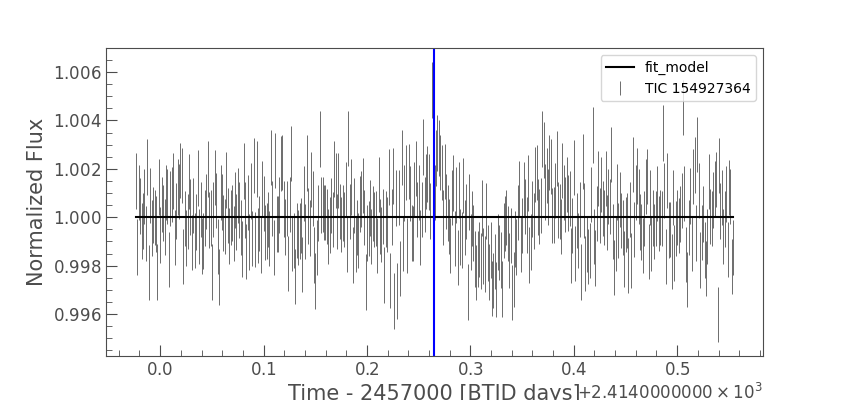 fit_model
TIC 154927364
Normalized Flux
1.006
1.004
1.002
1.000
0.998
0.996
0.0 0.1 0.2 0.3 0.4 0.5
Time - 2457000 [BTJD days]
+2.4140000000 × 10³